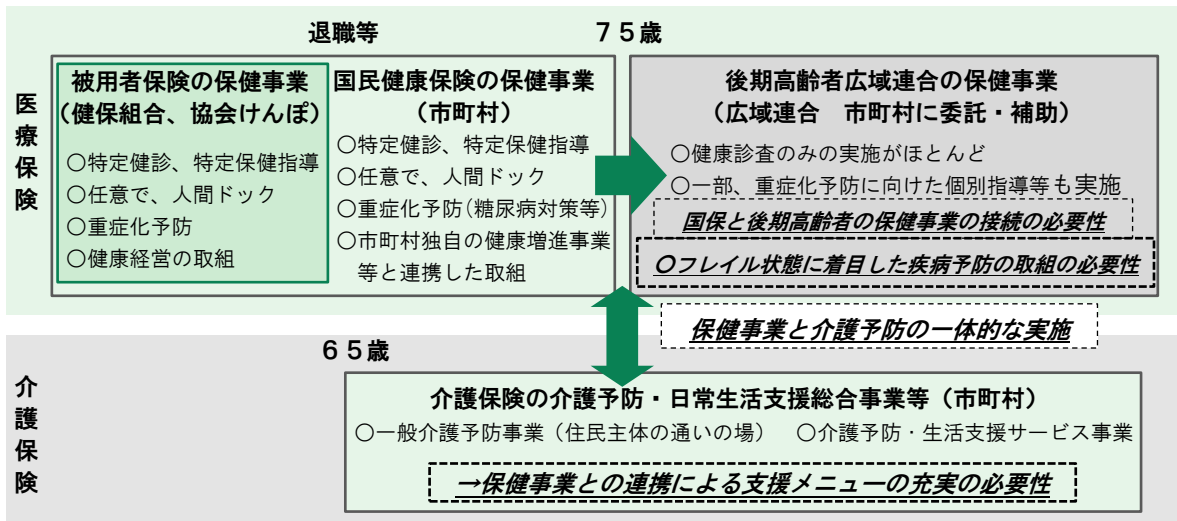 退職等
７５歳
医療保険
被用者保険の保健事業
（健保組合、協会けんぽ）
○特定健診、特定保健指導
○任意で、人間ドック
○重症化予防
○健康経営の取組
国民健康保険の保健事業
（市町村）
○特定健診、特定保健指導
○任意で、人間ドック
○重症化予防（糖尿病対策等）
○市町村独自の健康増進事業
等と連携した取組
後期高齢者広域連合の保健事業
（広域連合　市町村に委託・補助）
○健康診査のみの実施がほとんど
○一部、重症化予防に向けた個別指導等も実施
国保と後期高齢者の保健事業の接続の必要性
○フレイル状態に着目した疾病予防の取組の必要性
保健事業と介護予防の一体的な実施
６５歳
介護保険
介護保険の介護予防・日常生活支援総合事業等（市町村）
○一般介護予防事業（住民主体の通いの場）　○介護予防・生活支援サービス事業
→保健事業との連携による支援メニューの充実の必要性